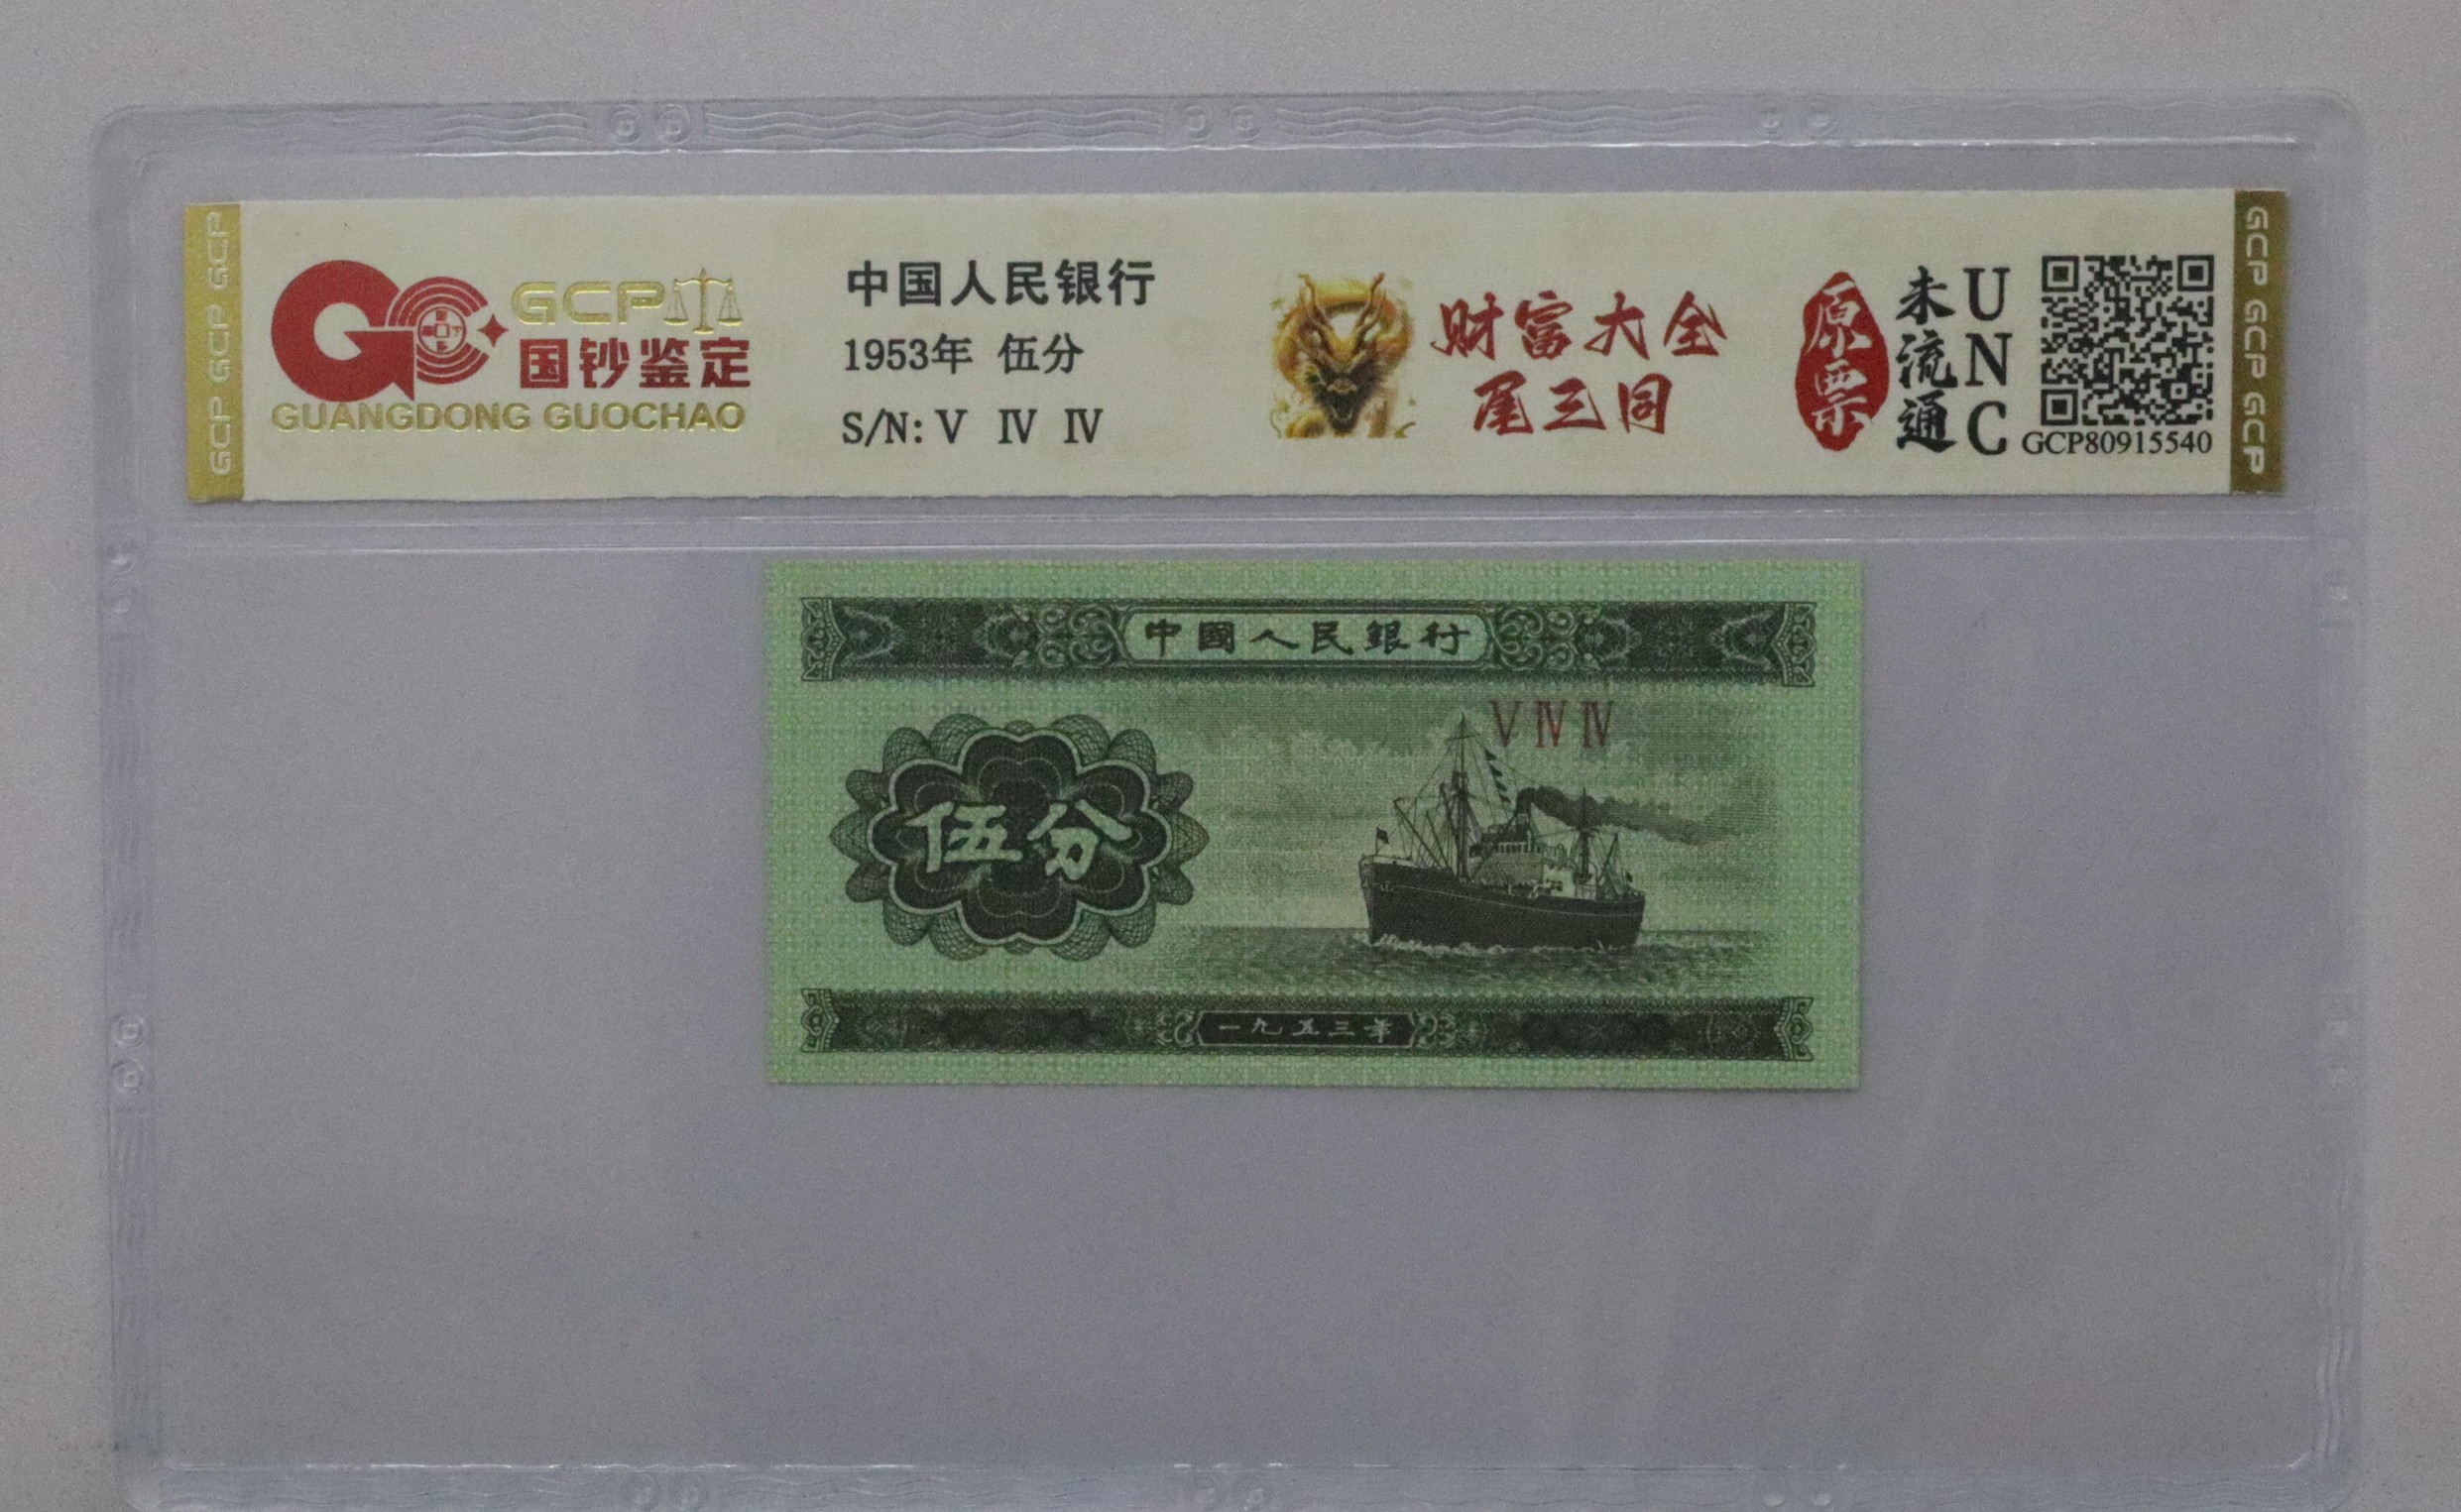 GCP GCP GCP
GCP
国钞鉴定
GUANGDONG GUOCHAO
中国人民银行
1953年 伍分
S/N: V IV IV
财富大全
尾三同
原票
未流通
UNC
GCP80915540
GCP GCP GCP
中國人民銀行
V IV IV
伍分
一九五三年